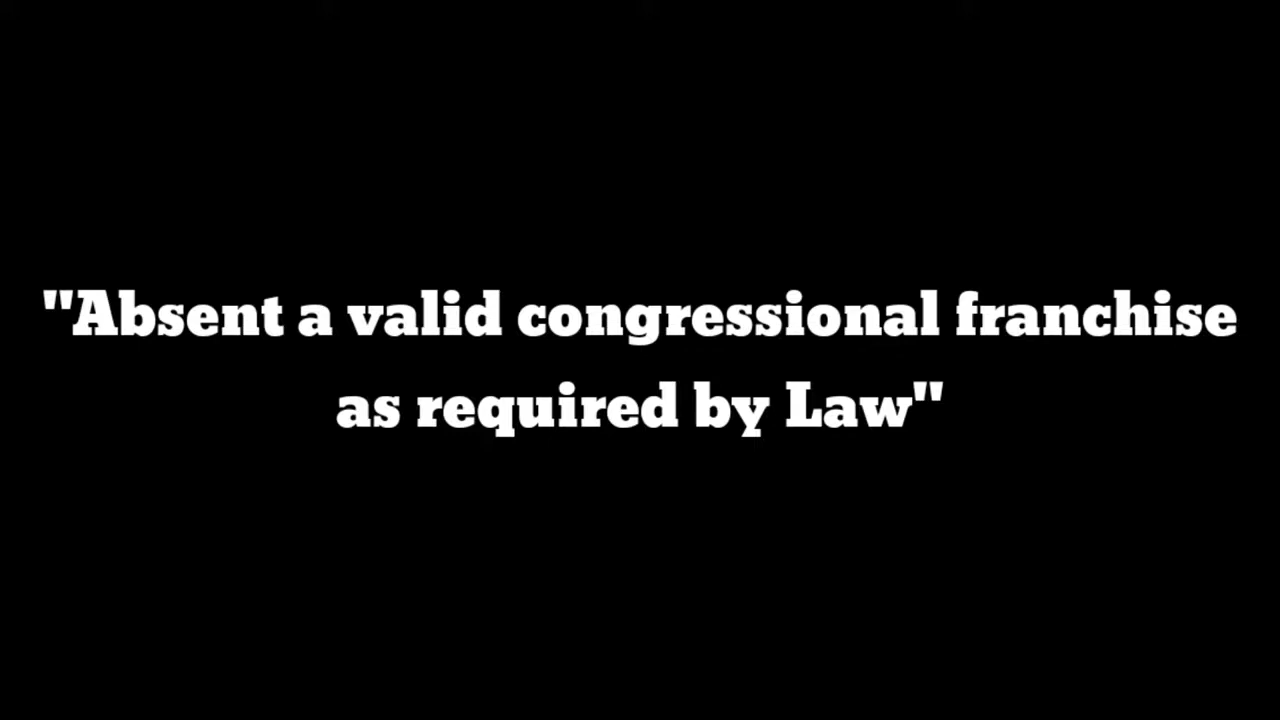 "Absent a valid congressional franchise
as required by Law"